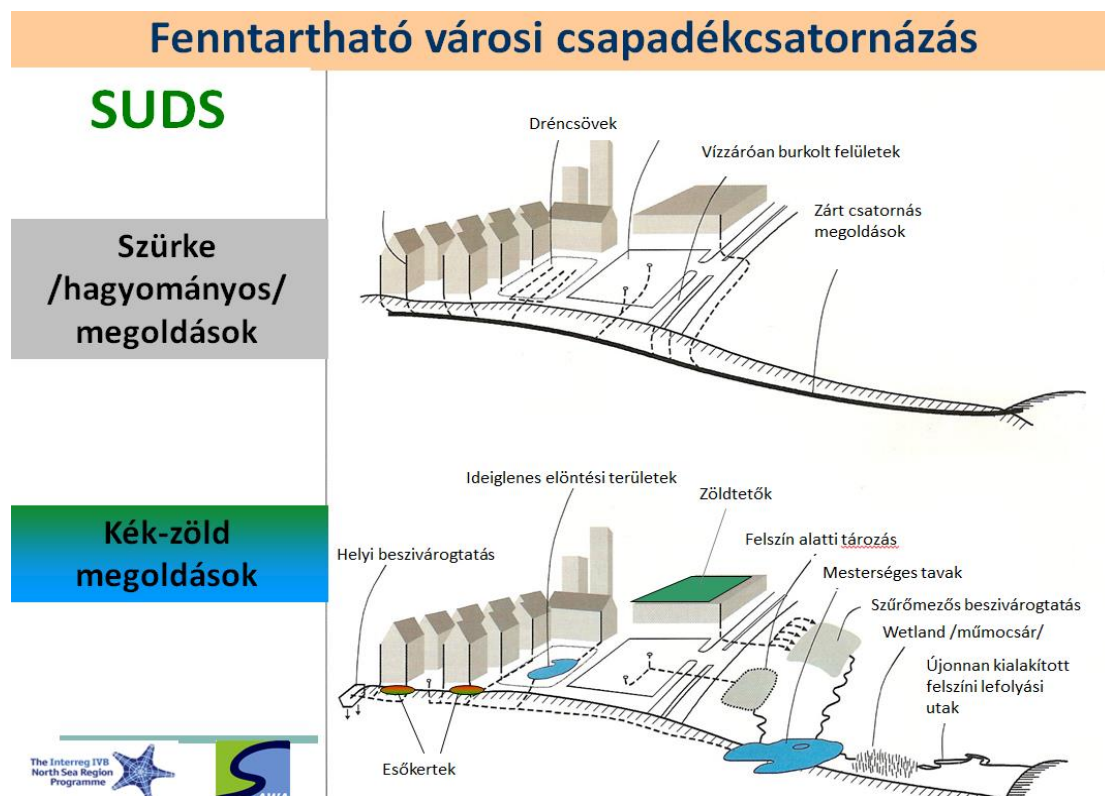 Fenntartható városi csapadékcsatornázás
SUDS
Szürke
/hagyományos/
megoldások
Dréncsövek
Vízzáróan burkolt felületek
Zárt csatornás
megoldások
Kék-zöld
megoldások
Ideiglenes elöntési területek
Zöldtetők
Helyi beszivárogtatás
Felszín alatti tározás
Mesterséges tavak
Szűrőmezős beszivárogtatás
Wetland /műmocsár/
Újonnan kialakított
felszíni lefolyási
utak
Esőkertek
The Interreg IVB
North Sea Region
Programme